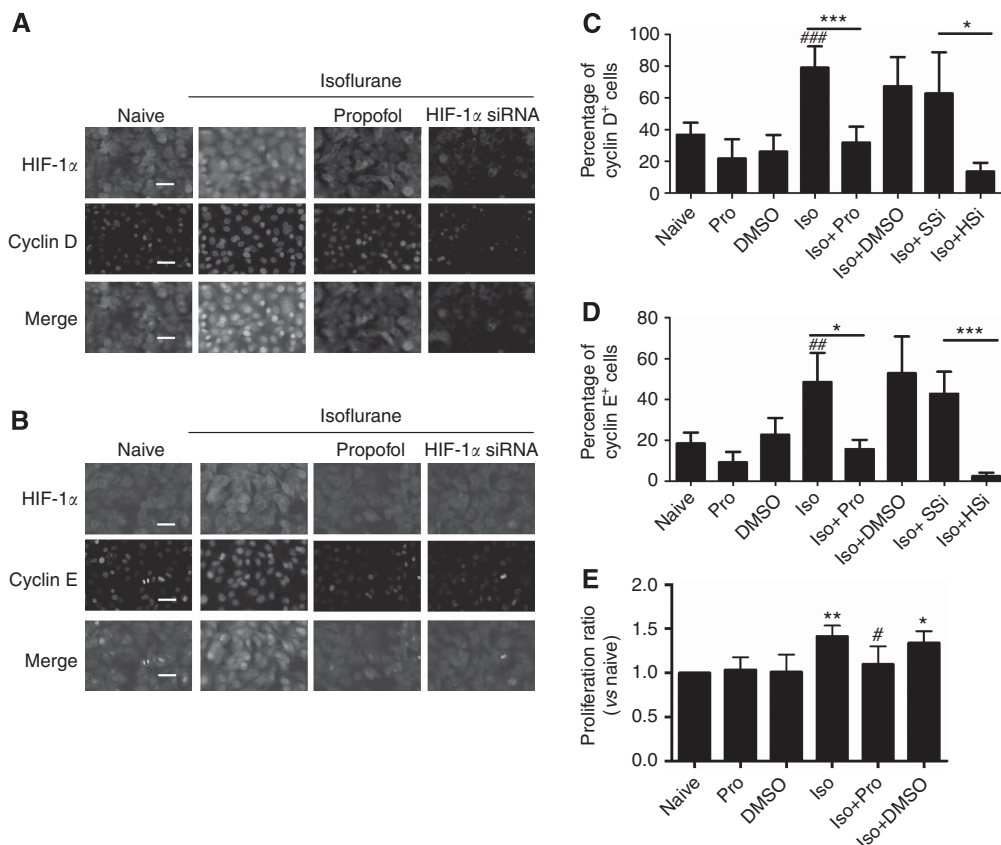 A
Isoflurane
Naive Propofol HIF-1α siRNA
HIF-1α
Cyclin D
Merge
B
Isoflurane
Naive Propofol HIF-1α siRNA
HIF-1α
Cyclin E
Merge
C
Percentage of
cyclin D+ cells
100
80
60
40
20
0
###
***
*
Naive Pro DMSO Iso Iso+ Pro Iso+DMSO Iso+ SSi Iso+HSi
D
Percentage of
cyclin E+ cells
80
60
40
20
0
##
*
***
Naive Pro DMSO Iso Iso+ Pro Iso+DMSO Iso+ SSi Iso+HSi
E
Proliferation ratio
(vs naive)
2.0
1.5
1.0
0.5
0.0
**
#
*
Naive Pro DMSO Iso Iso+Pro Iso+DMSO